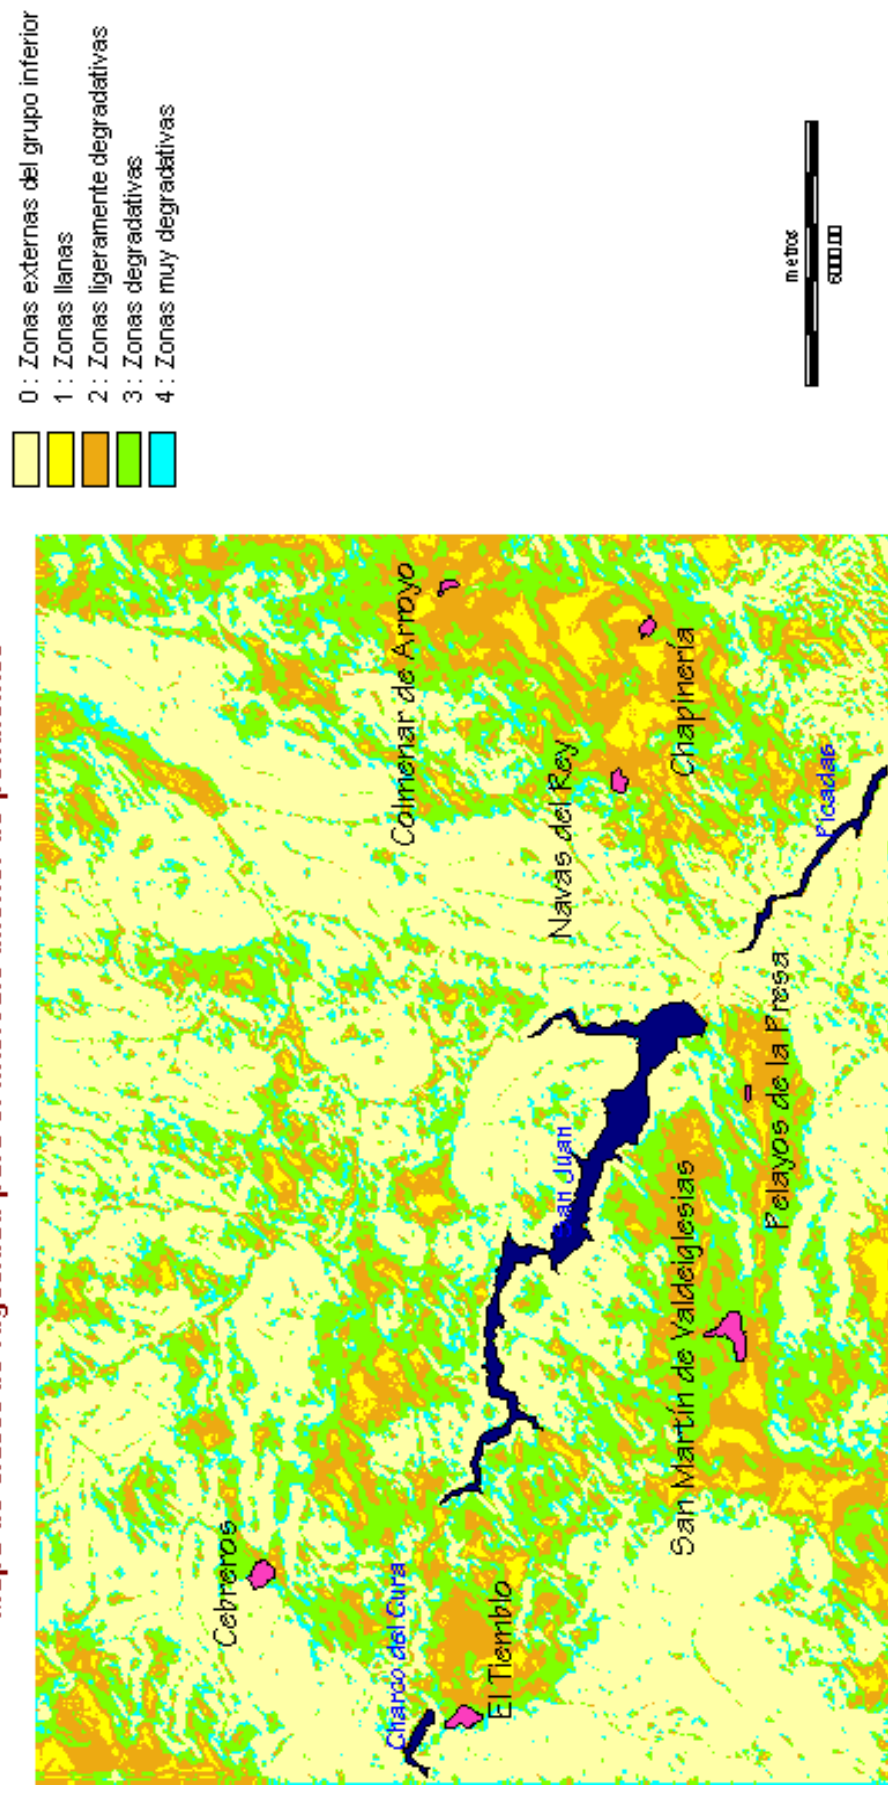 0 : Zonas externas del grupo inferior
1 : Zonas llanas
2 : Zonas ligeramente degradativas
3 : Zonas degradativas
4 : Zonas muy degradativas
metros
Cebreros
Charco del Cura
El Tiemblo
San Juan
San Martín de Valdeiglesias
Pelayos de la Presa
Colmenar de Arroyo
Navas del Rey
Chapinería
Picadas